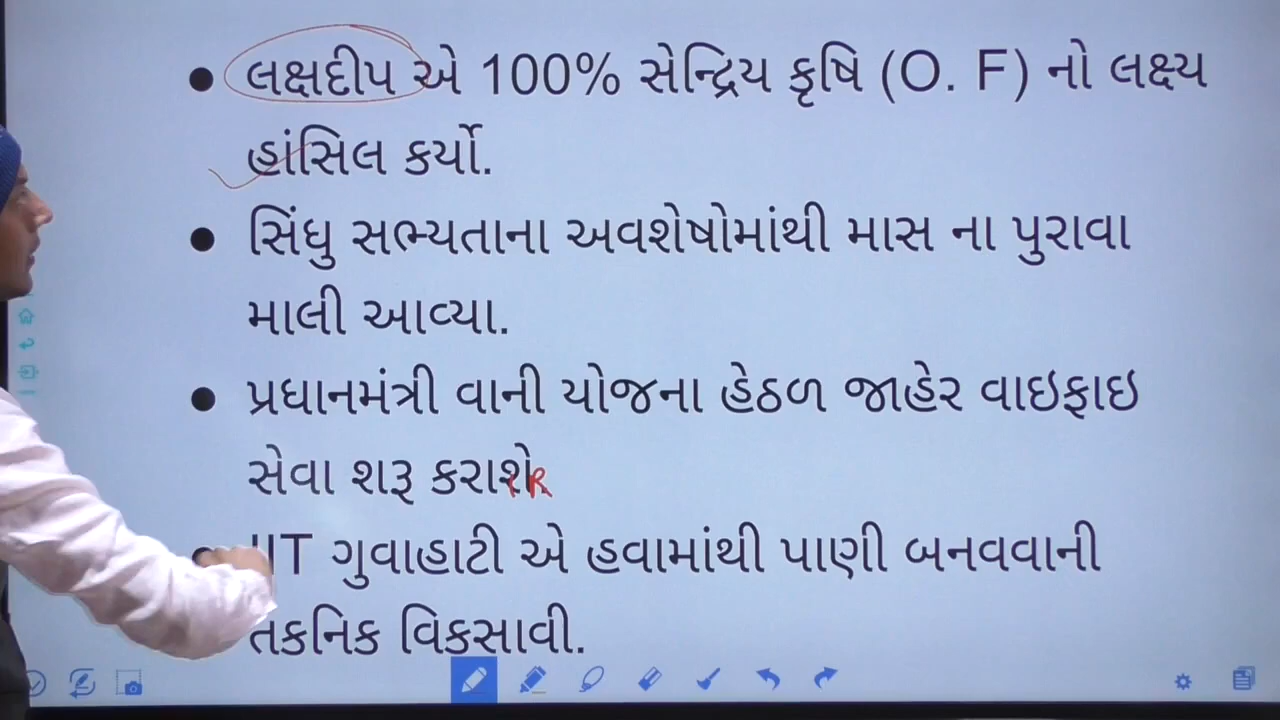 લક્ષદીપ એ 100% સેન્દ્રિય કૃષિ (O. F) નો લક્ષ્ય
હાંસિલ કર્યો.
સિંધુ સભ્યતાના અવશેષોમાંથી માસ ના પુરાવા
માલી આવ્યા.
પ્રધાનમંત્રી વાની યોજના હેઠળ જાહેર વાઇફાઇ
સેવા શરૂ કરાશે
IIT ગુવાહાટી એ હવામાંથી પાણી બનવવાની
તકનિક વિકસાવી.